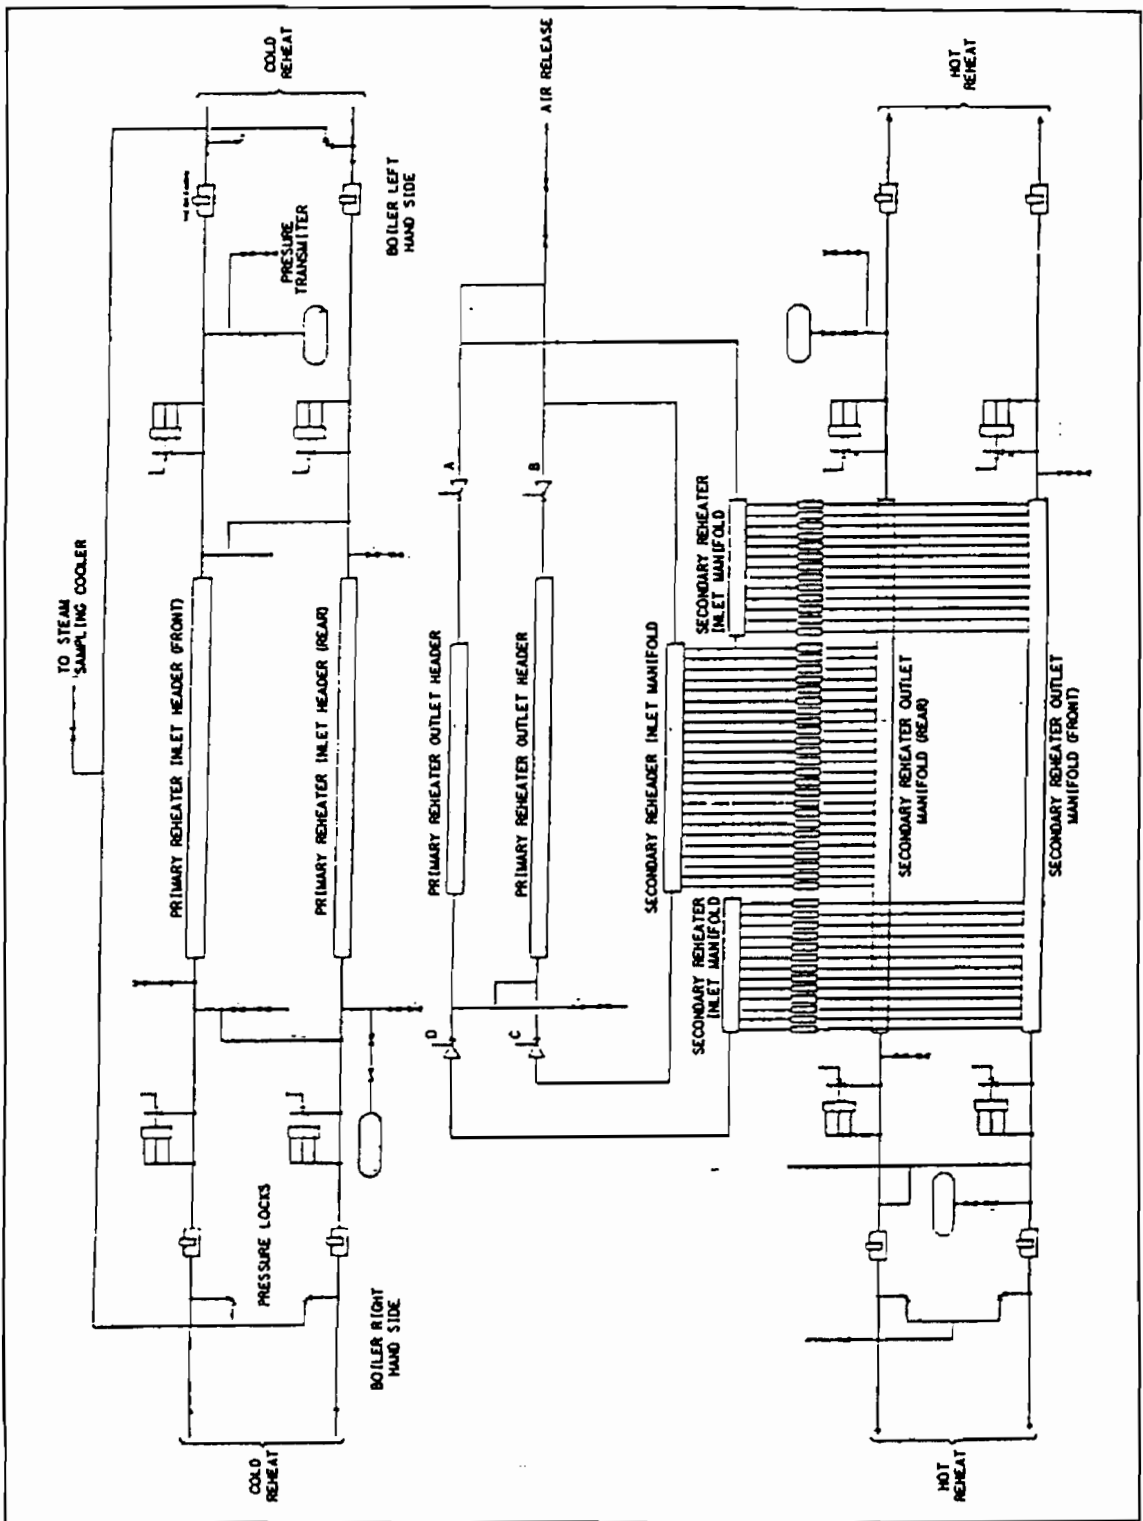 COLD
REHEAT
HOT
REHEAT
AIR RELEASE
PRESURE
TRANSMITER
BOILER LEFT
HAND SIDE
A
B
TO STEAM
SAMPLING COOLER
PRIMARY REHEATER INLET HEADER (FRONT)
PRIMARY REHEATER INLET HEADER (REAR)
PRIMARY REHEATER OUTLET HEADER
PRIMARY REHEATER OUTLET HEADER
SECONDARY REHEADER INLET MANIFOLD
SECONDARY REHEATER
INLET MANIFOLD
SECONDARY REHEATER OUTLET
MANIFOLD (REAR)
SECONDARY REHEATER OUTLET
MANIFOLD (FRONT)
SECONDARY REHEATER
INLET MANIFOLD
D
C
PRESSURE LOCKS
BOILER RIGHT
HAND SIDE
COLD
REHEAT
HOT
REHEAT